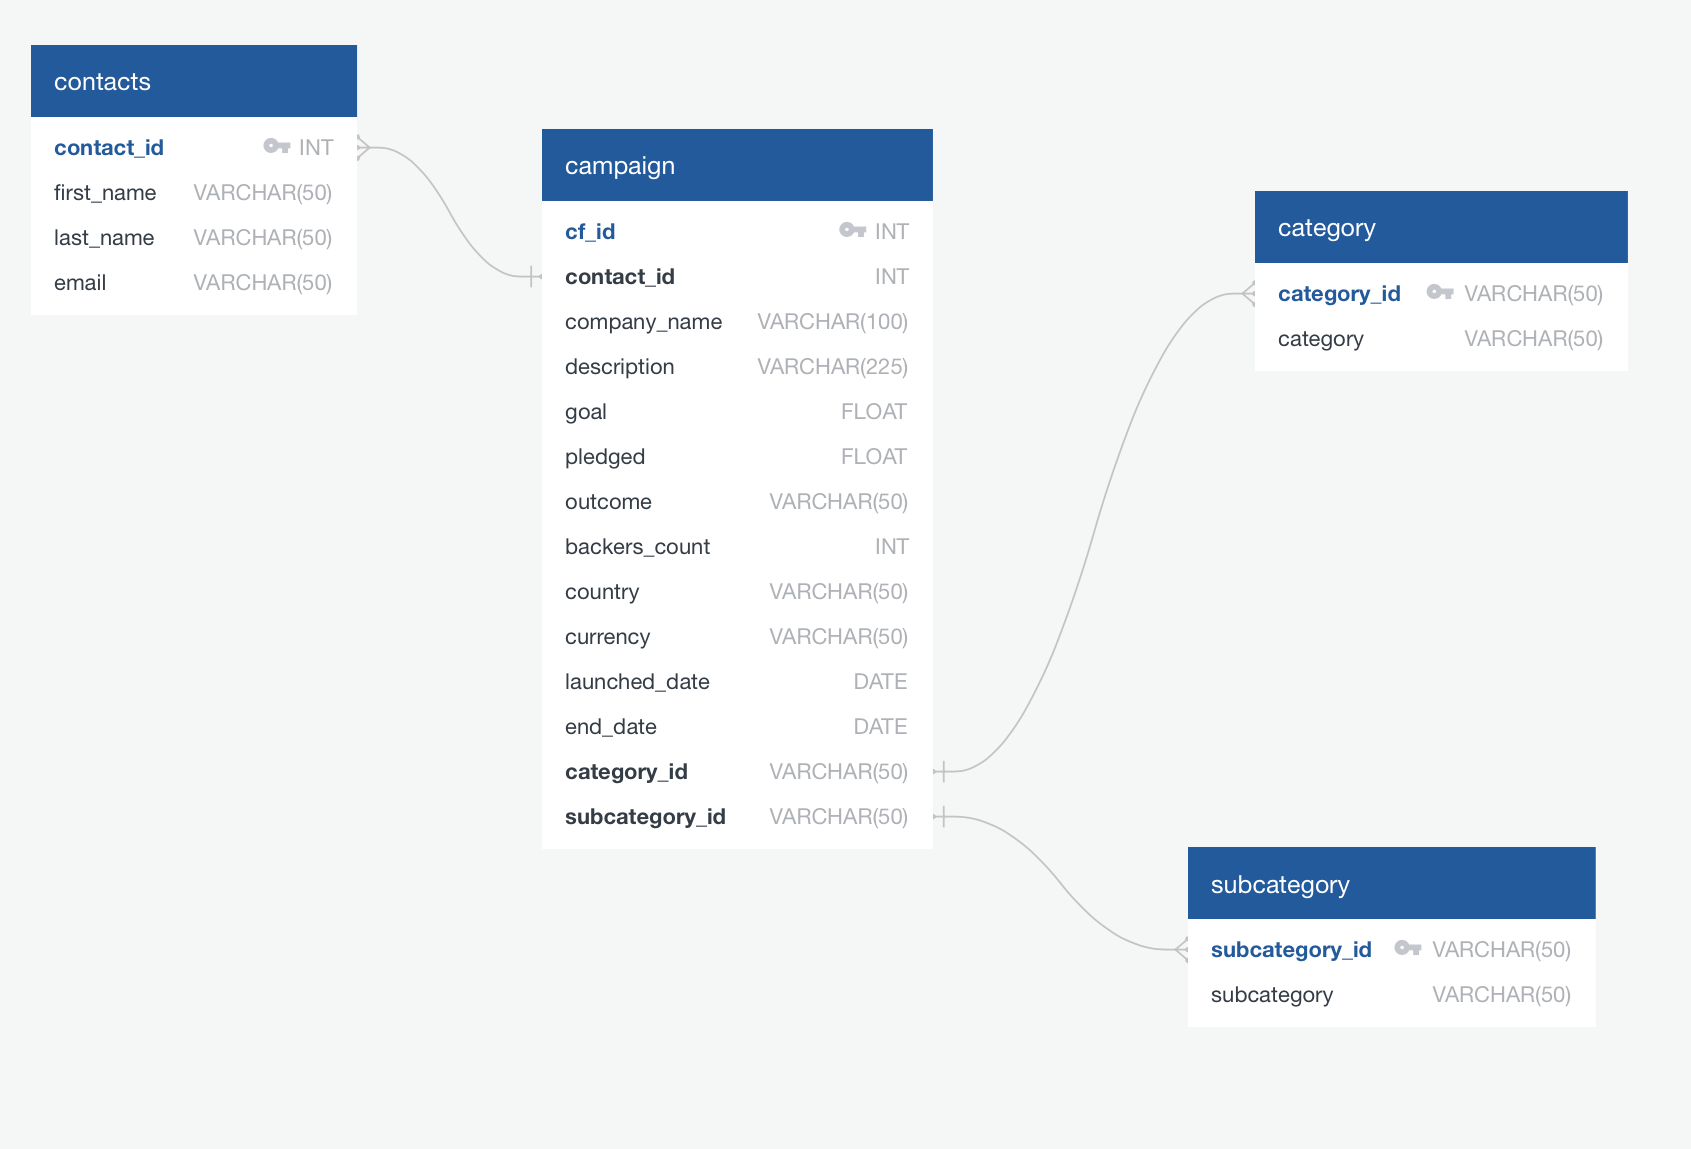 contacts
contact_id INT
first_name VARCHAR(50)
last_name VARCHAR(50)
email VARCHAR(50)
campaign
cf_id INT
contact_id INT
company_name VARCHAR(100)
description VARCHAR(225)
goal FLOAT
pledged FLOAT
outcome VARCHAR(50)
backers_count INT
country VARCHAR(50)
currency VARCHAR(50)
launched_date DATE
end_date DATE
category_id VARCHAR(50)
subcategory_id VARCHAR(50)
category
category_id VARCHAR(50)
category VARCHAR(50)
subcategory
subcategory_id VARCHAR(50)
subcategory VARCHAR(50)